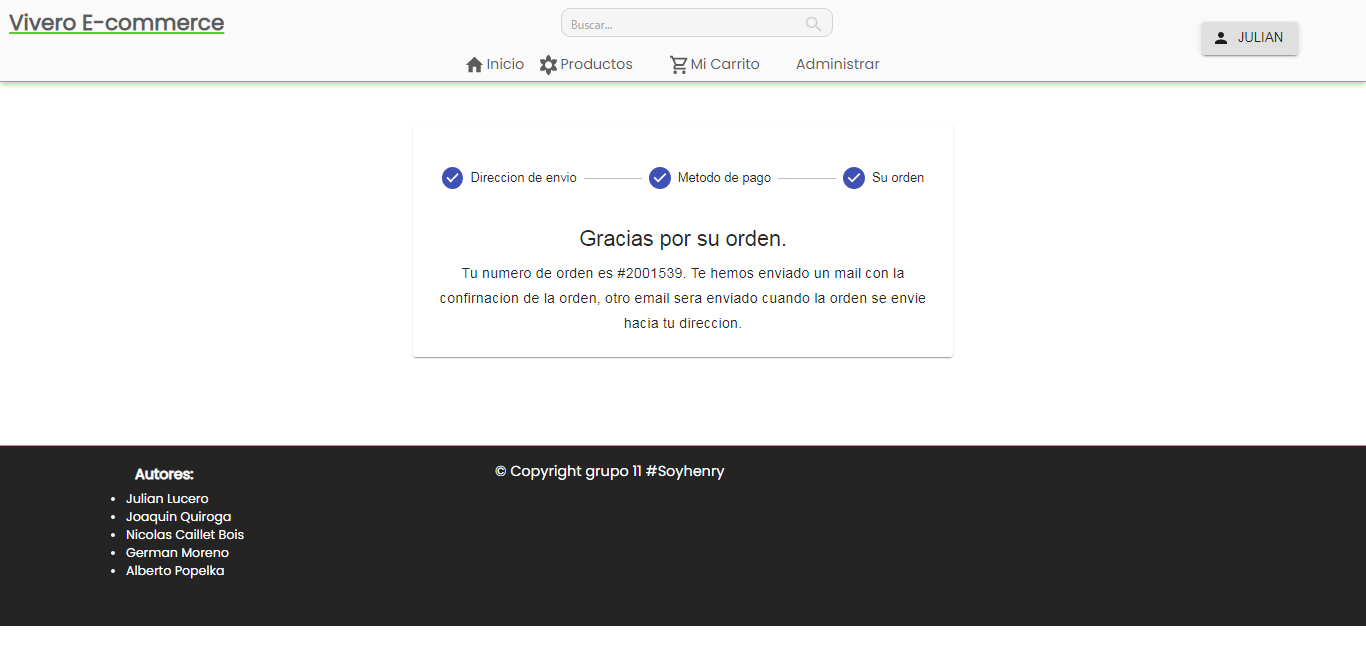 Vivero E-commerce
Buscar...
JULIAN
Inicio
Productos
Mi Carrito
Administrar
Direccion de envio
Metodo de pago
Su orden
Gracias por su orden.
Tu numero de orden es #2001539. Te hemos enviado un mail con la
confirnacion de la orden, otro email sera enviado cuando la orden se envie
hacia tu direccion.
Autores:
Julian Lucero
Joaquin Quiroga
Nicolas Caillet Bois
German Moreno
Alberto Popelka
© Copyright grupo 11 #Soyhenry